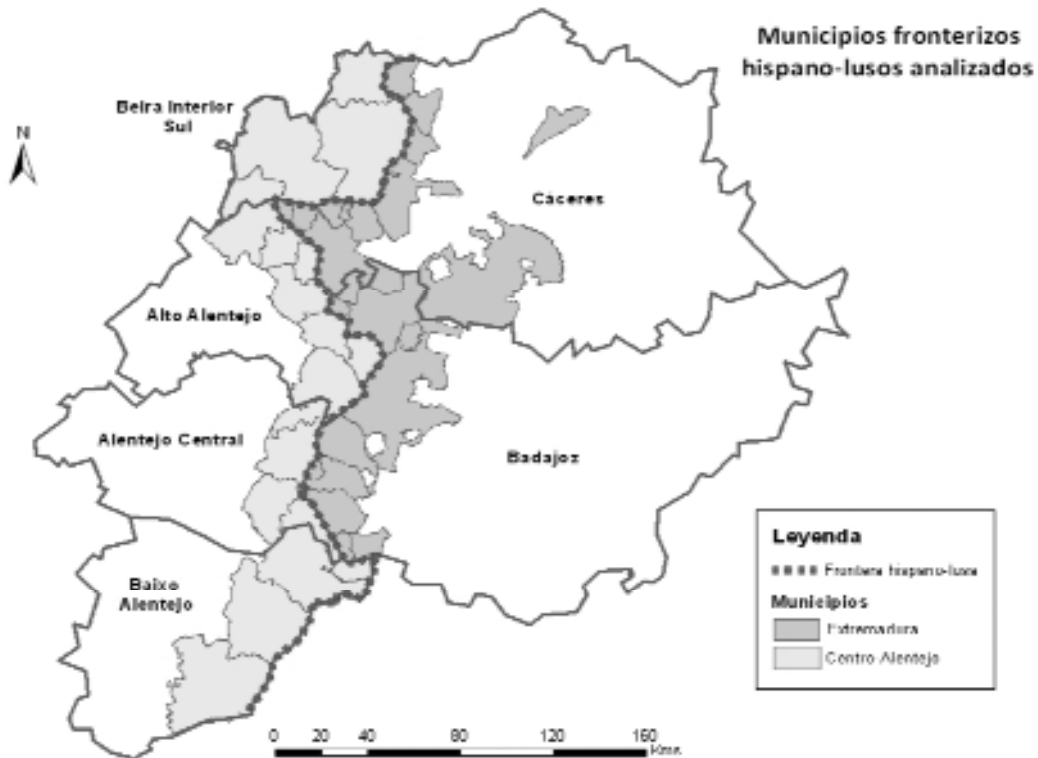 Municipios fronterizos
hispano-lusos analizados
Beira Interior
Sul
N
Cáceres
Alto Alentejo
Alentejo Central
Badajoz
Baixo
Alentejo
Leyenda
Frontera hispano-lusa
Municipios
Extremadura
Centro-Alentejo
0 20 40 80 120 160
Kms